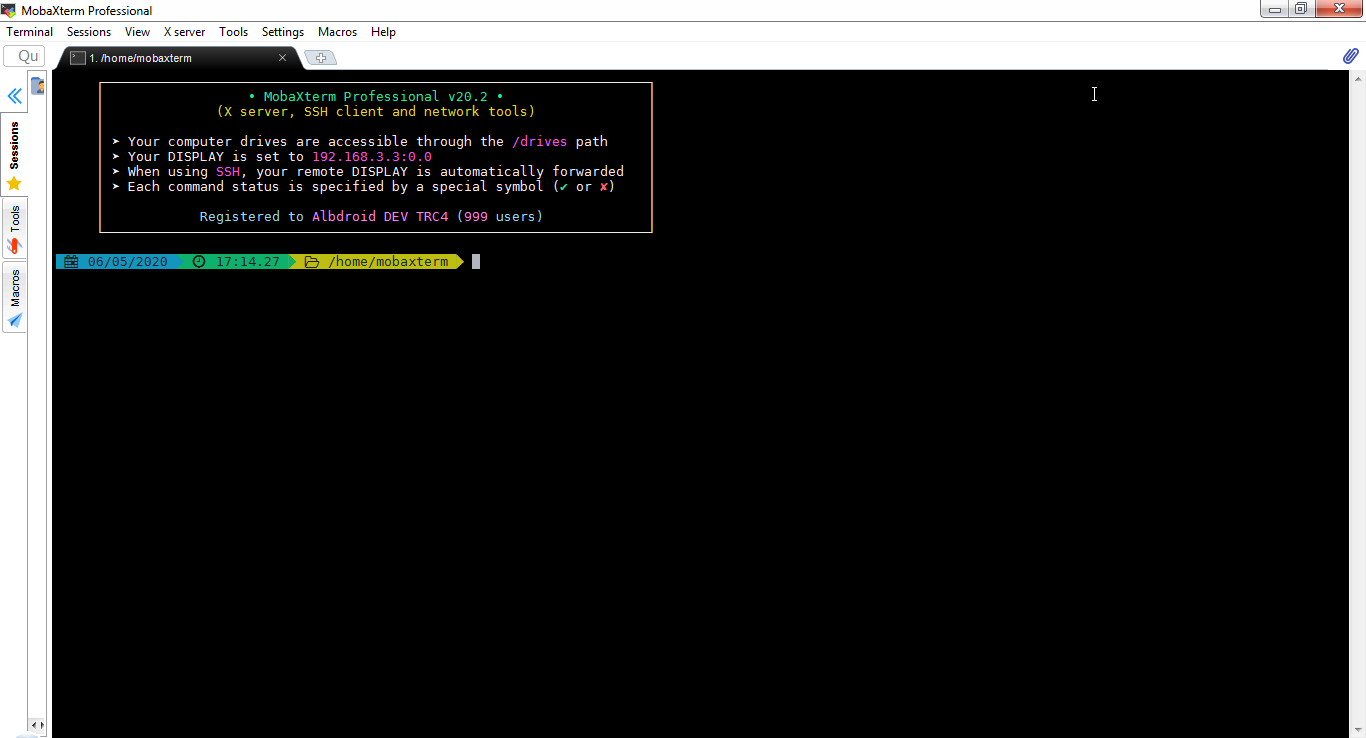 MobaXterm Professional
Terminal Sessions View X server Tools Settings Macros Help
Qu
1. /home/mobaxterm
Sessions
Tools
Macros
• MobaXterm Professional v20.2 •
(X server, SSH client and network tools)
➤ Your computer drives are accessible through the /drives path
➤ Your DISPLAY is set to 192.168.3.3:0.0
➤ When using SSH, your remote DISPLAY is automatically forwarded
➤ Each command status is specified by a special symbol (✔ or ✘)
Registered to Albdroid DEV TRC4 (999 users)
06/05/2020 17:14.27 /home/mobaxterm